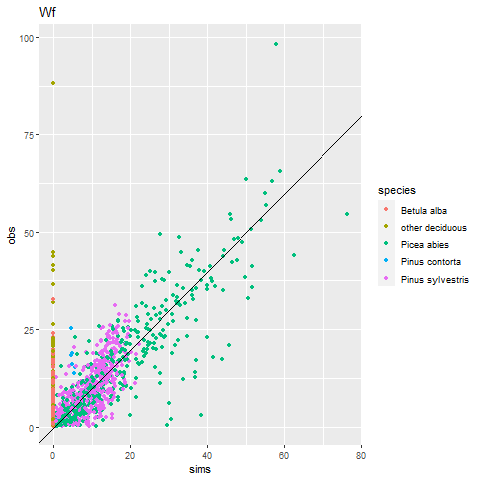 Wf
100
75
50
25
0
obs
0
20
40
60
80
sims
species
Betula alba
other deciduous
Picea abies
Pinus contorta
Pinus sylvestris